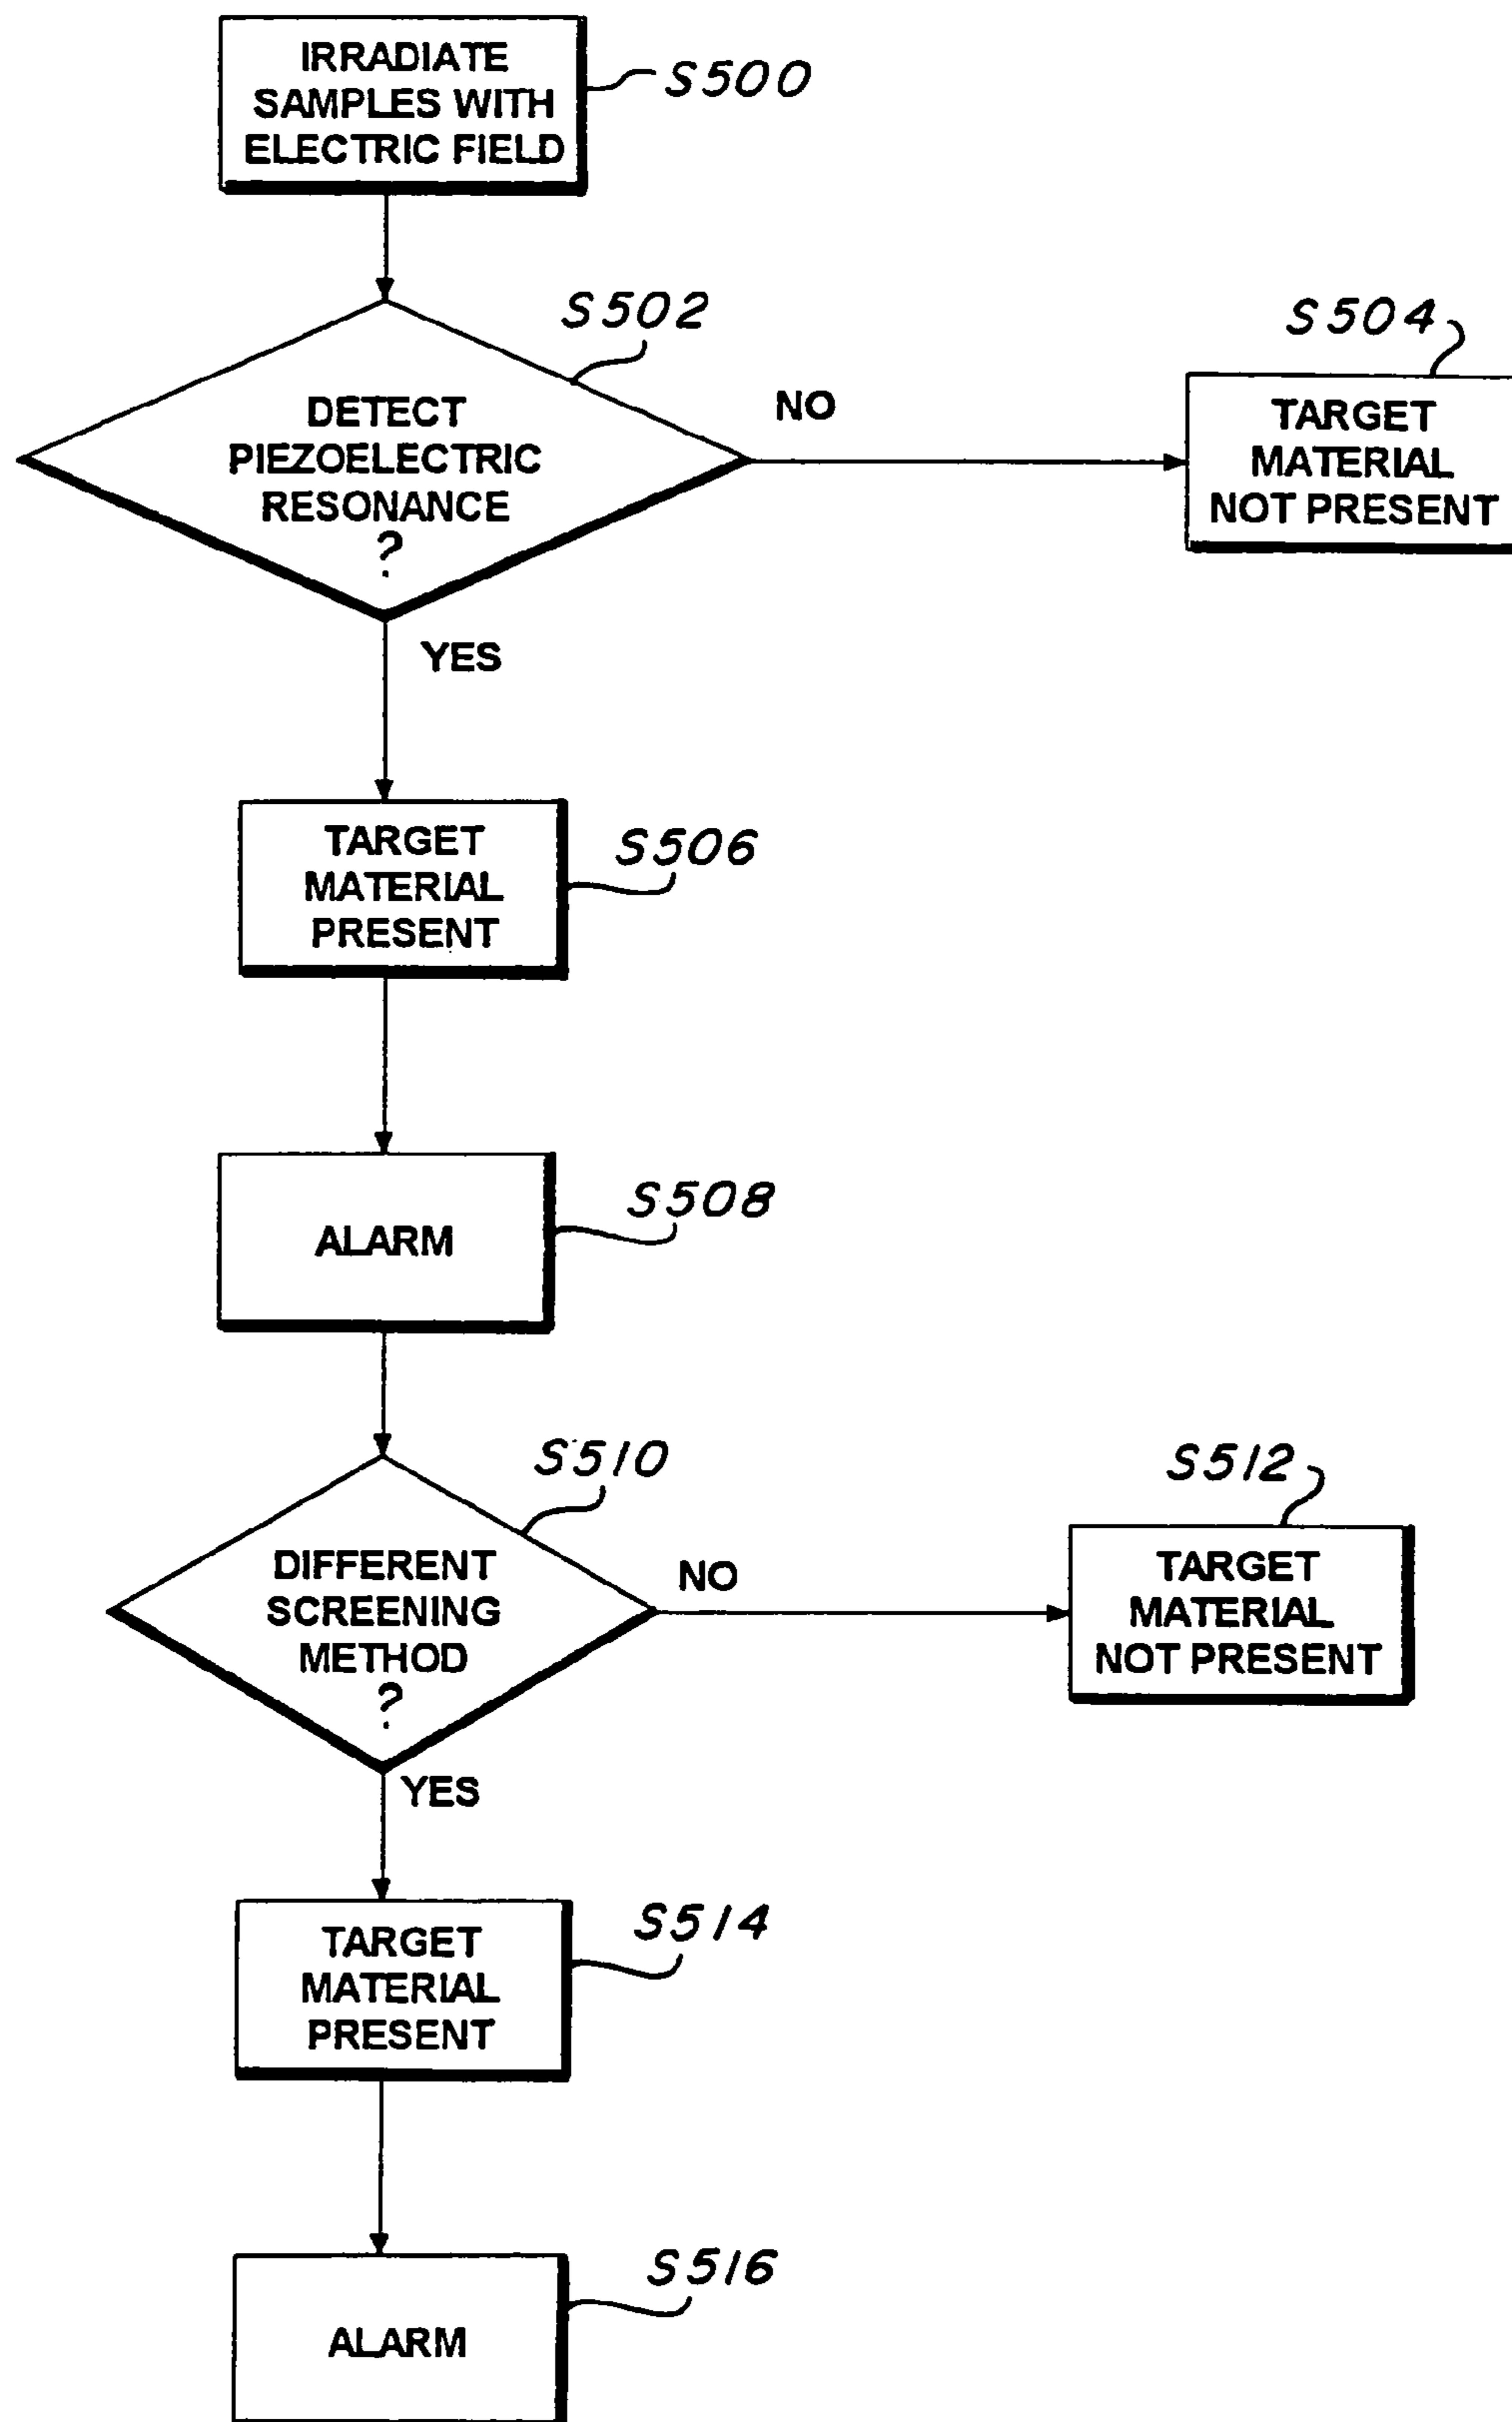 IRRADIATE
SAMPLES WITH
ELECTRIC FIELD
S500
S502
DETECT
PIEZOELECTRIC
RESONANCE
?
NO
S504
TARGET
MATERIAL
NOT PRESENT
YES
TARGET
MATERIAL
PRESENT
S506
ALARM
S508
S510
DIFFERENT
SCREENING
METHOD
?
NO
S512
TARGET
MATERIAL
NOT PRESENT
YES
TARGET
MATERIAL
PRESENT
S514
ALARM
S516